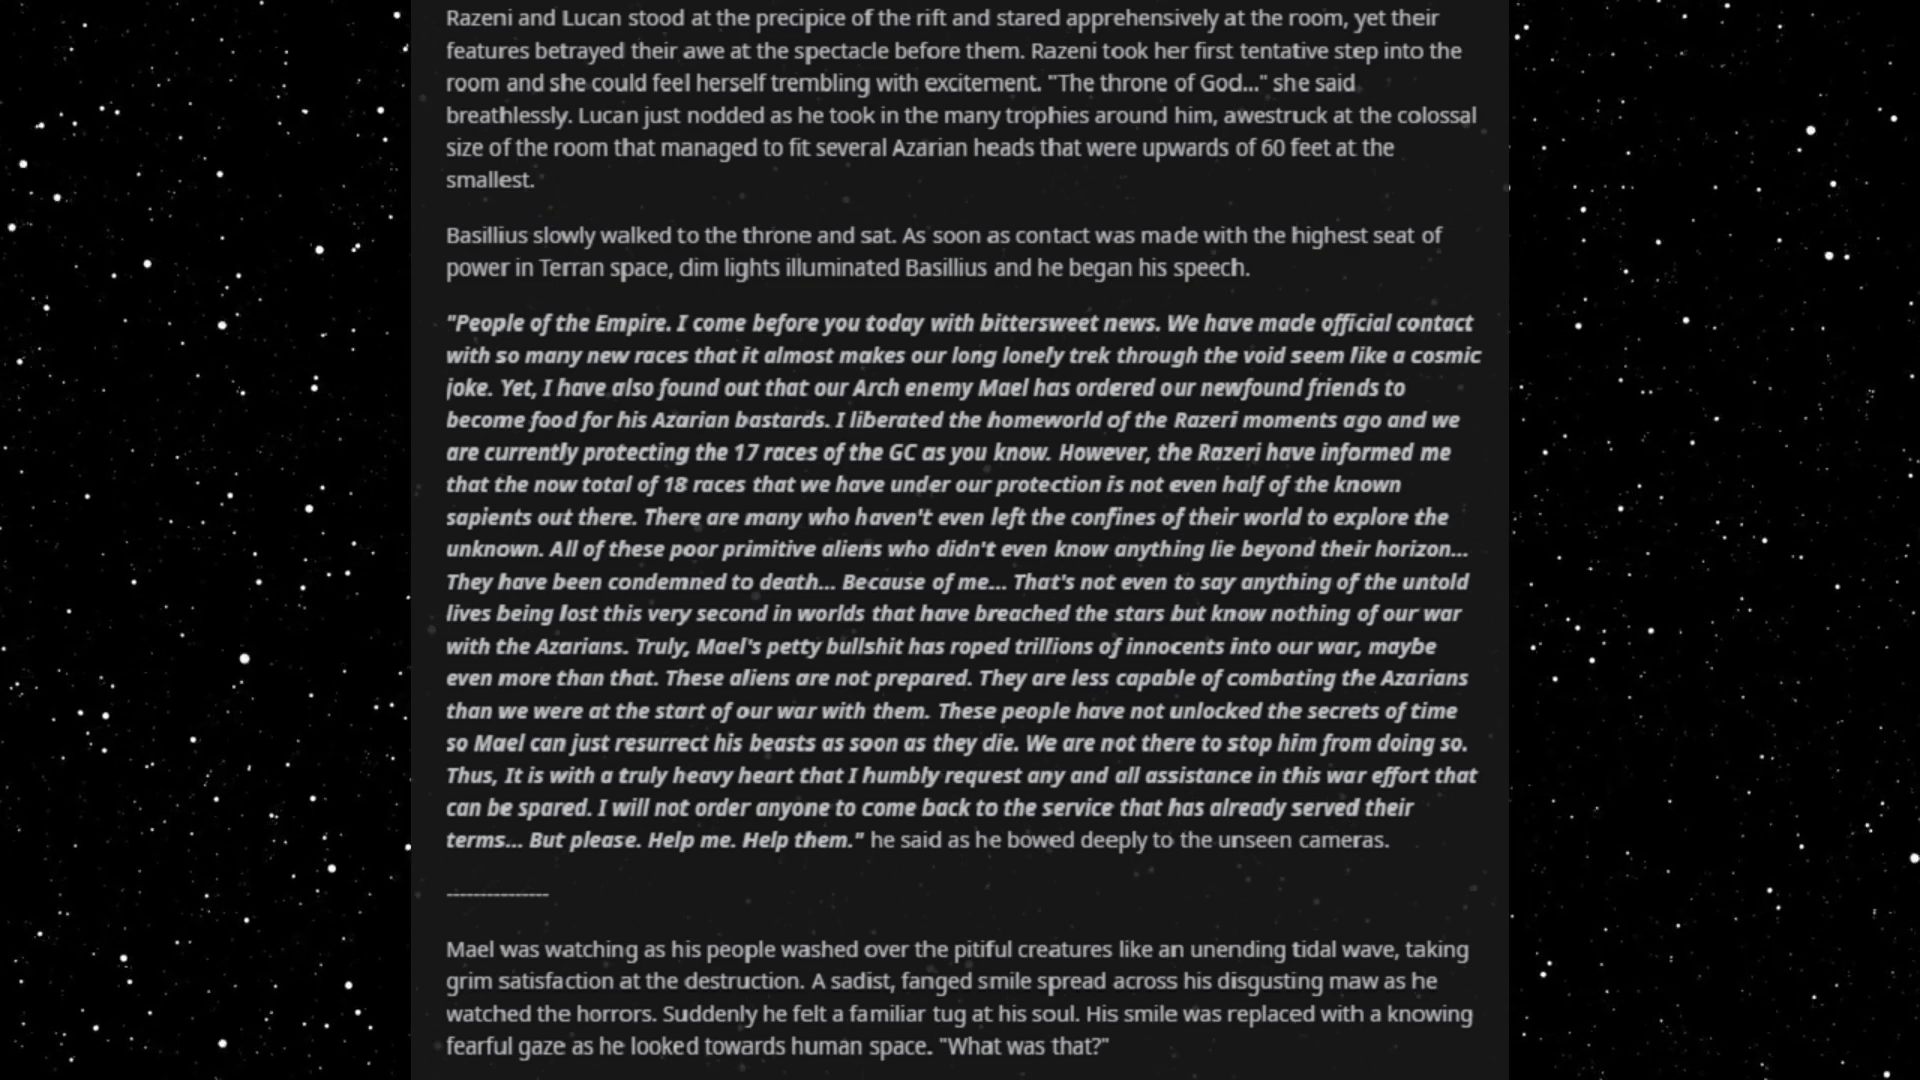 Razeni and Lucan stood at the precipice of the rift and stared apprehensively at the room, yet their
features betrayed their awe at the spectacle before them. Razeni took her first tentative step into the
room and she could feel herself trembling with excitement. "The throne of God..." she said
breathlessly. Lucan just nodded as he took in the many trophies around him, awestruck at the colossal
size of the room that managed to fit several Azarian heads that were upwards of 60 feet at the
smallest.
Basillius slowly walked to the throne and sat. As soon as contact was made with the highest seat of
power in Terran space, dim lights illuminated Basillius and he began his speech.
"People of the Empire. I come before you today with bittersweet news. We have made official contact
with so many new races that it almost makes our long lonely trek through the void seem like a cosmic
joke. Yet, I have also found out that our Arch enemy Mael has ordered our newfound friends to
become food for his Azarian bastards. I liberated the homeworld of the Razeri moments ago and we
are currently protecting the 17 races of the GC as you know. However, the Razeri have informed me
that the now total of 18 races that we have under our protection is not even half of the known
sapients out there. There are many who haven't even left the confines of their world to explore the
unknown. All of these poor primitive aliens who didn't even know anything lie beyond their horizon...
They have been condemned to death... Because of me... That's not even to say anything of the untold
lives being lost this very second in worlds that have breached the stars but know nothing of our war
with the Azarians. Truly, Mael's petty bullshit has roped trillions of innocents into our war, maybe
even more than that. These aliens are not prepared. They are less capable of combating the Azarians
than we were at the start of our war with them. These people have not unlocked the secrets of time
so Mael can just resurrect his beasts as soon as they die. We are not there to stop him from doing so.
Thus, It is with a truly heavy heart that I humbly request any and all assistance in this war effort that
can be spared. I will not order anyone to come back to the service that has already served their
terms... But please. Help me. Help them." he said as he bowed deeply to the unseen cameras.
---------------
Mael was watching as his people washed over the pitiful creatures like an unending tidal wave, taking
grim satisfaction at the destruction. A sadist, fanged smile spread across his disgusting maw as he
watched the horrors. Suddenly he felt a familiar tug at his soul. His smile was replaced with a knowing
fearful gaze as he looked towards human space. "What was that?"